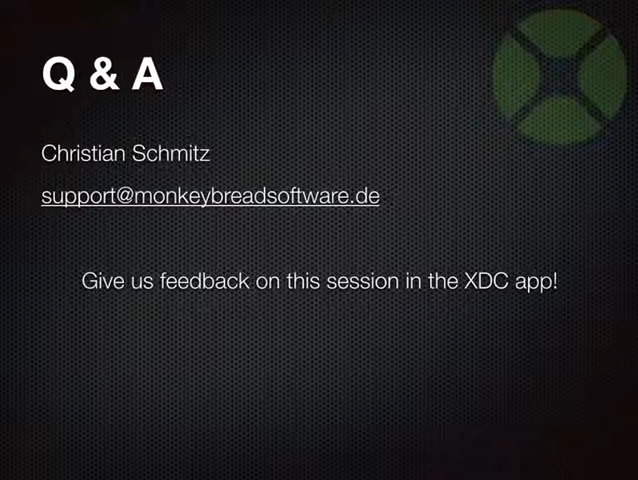 Q & A
Christian Schmitz
support@monkeybreadsoftware.de
Give us feedback on this session in the XDC app!